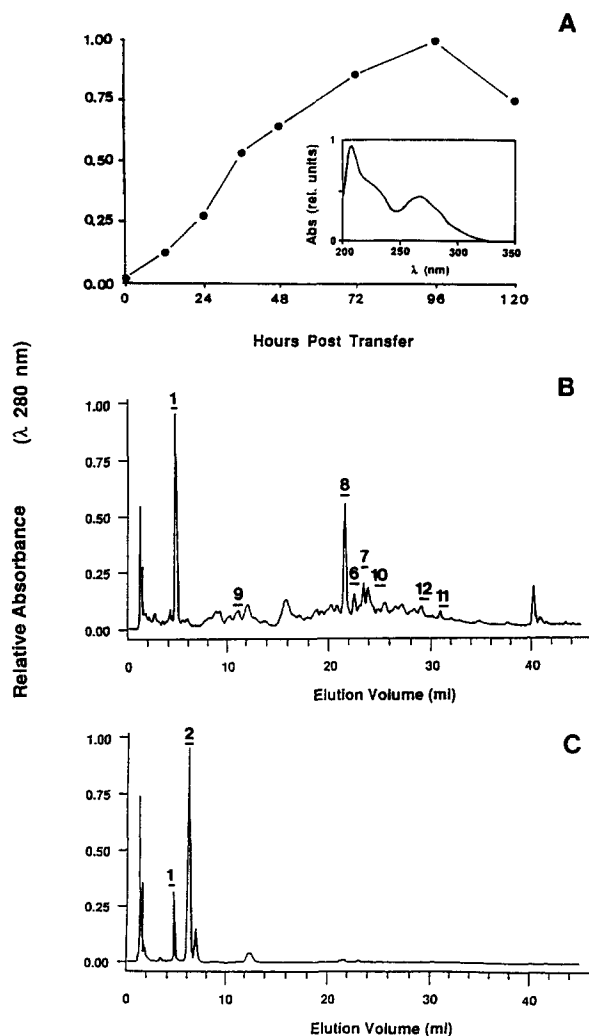 A
1.00
0.75
0.50
0.25
0.00
0 24 48 72 96 120
Hours Post Transfer
1
0
Abs (rel. units)
200 250 300 350
λ (nm)
Relative Absorbance (λ 280 nm)
B
1.00
0.75
0.50
0.25
0.00
1
9
8
6
7
10
12
11
0 10 20 30 40
Elution Volume (ml)
C
1.00
0.75
0.50
0.25
0.00
1
2
0 10 20 30 40
Elution Volume (ml)